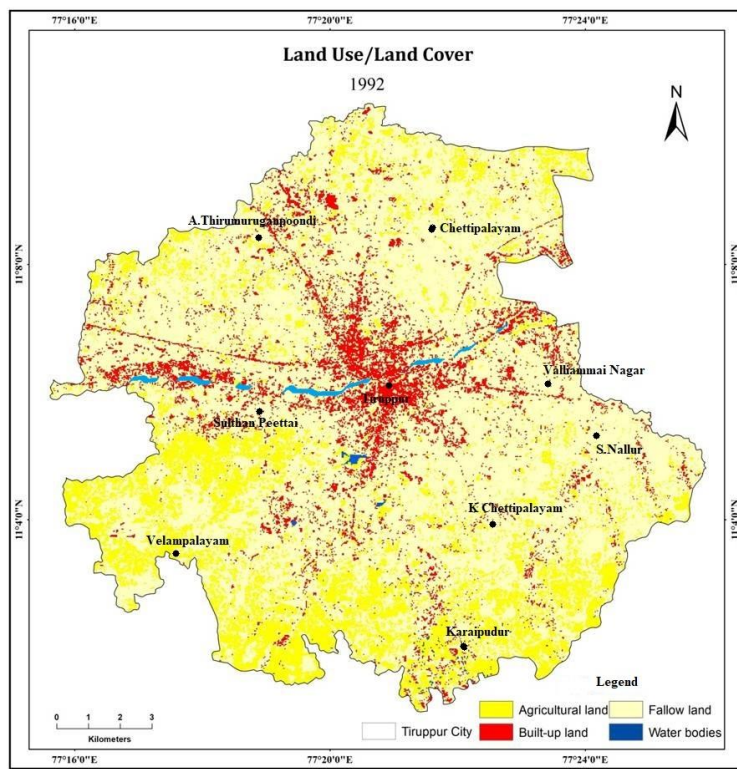 77°16'0"E 77°20'0"E 77°24'0"E
Land Use/Land Cover
1992
N
A.Thirumuruganpoondi
Chettipalayam
11°8'0"N 11°8'0"N
Valliammai Nagar
Tiruppur
Sulthan Peettai
S.Nallur
K Chettipalayam
11°4'0"N 11°4'0"N
Velampalayam
Karaipudur
Legend
Agricultural land Fallow land
0 1 2 3
Tiruppur City Built-up land Water bodies
Kilometers
77°16'0"E 77°20'0"E 77°24'0"E